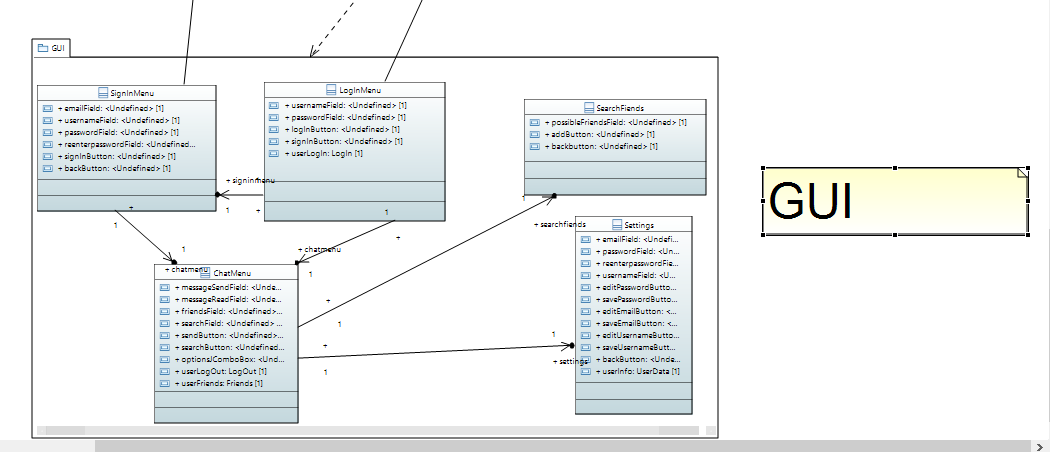 GUI
SignInMenu
+ emailField: <Undefined> [1]
+ usernameField: <Undefined> [1]
+ passwordField: <Undefined> [1]
+ reenterpasswordField: <Undefined...
+ signInButton: <Undefined> [1]
+ backButton: <Undefined> [1]
LogInMenu
+ usernameField: <Undefined> [1]
+ passwordField: <Undefined> [1]
+ logInButton: <Undefined> [1]
+ signInButton: <Undefined> [1]
+ userLogIn: LogIn [1]
SearchFiends
+ possibleFriendsField: <Undefined> [1]
+ addButton: <Undefined> [1]
+ backbutton: <Undefined> [1]
GUI
+ signinmenu
1
+
+
1
1
+ chatmenu
1
+
1
+ chatmenu
1
+ searchfiends
+
1
Settings
+ emailField: <Undefi...
+ passwordField: <Un...
+ reenterpasswordFie...
+ usernameField: <U...
+ editPasswordButto...
+ savePasswordButto...
+ editEmailButton: <...
+ saveEmailButton: <...
+ editUsernameButto...
+ saveUsernameButt...
+ backButton: <Unde...
+ userInfo: UserData [1]
ChatMenu
+ messageSendField: <Unde...
+ messageReadField: <Unde...
+ friendsField: <Undefined>...
+ searchField: <Undefined> ...
+ sendButton: <Undefined> [1]
+ searchButton: <Undefined...
+ optionsJComboBox: <Und...
+ userLogOut: LogOut [1]
+ userFriends: Friends [1]
+
1
1
+ settings